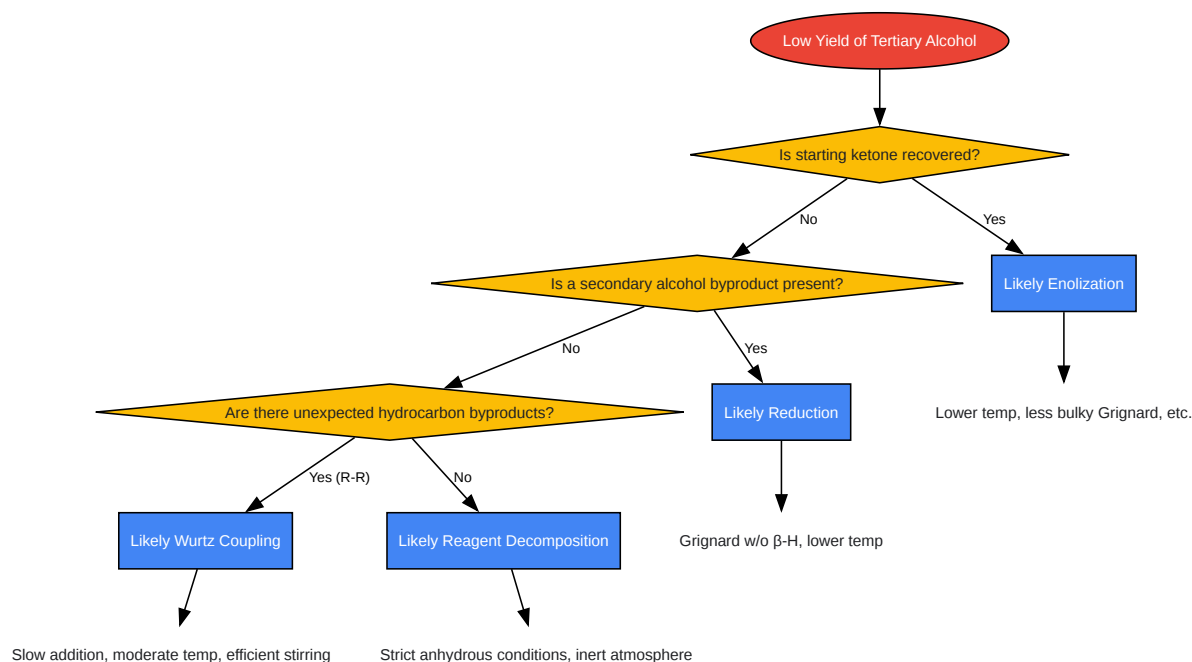 Low Yield of Tertiary Alcohol
Is starting ketone recovered?
No
Yes
Is a secondary alcohol byproduct present?
Likely Enolization
No
Yes
Are there unexpected hydrocarbon byproducts?
Likely Reduction
Lower temp, less bulky Grignard, etc.
Yes (R-R)
No
Likely Wurtz Coupling
Likely Reagent Decomposition
Grignard w/o β-H, lower temp
Slow addition, moderate temp, efficient stirring
Strict anhydrous conditions, inert atmosphere